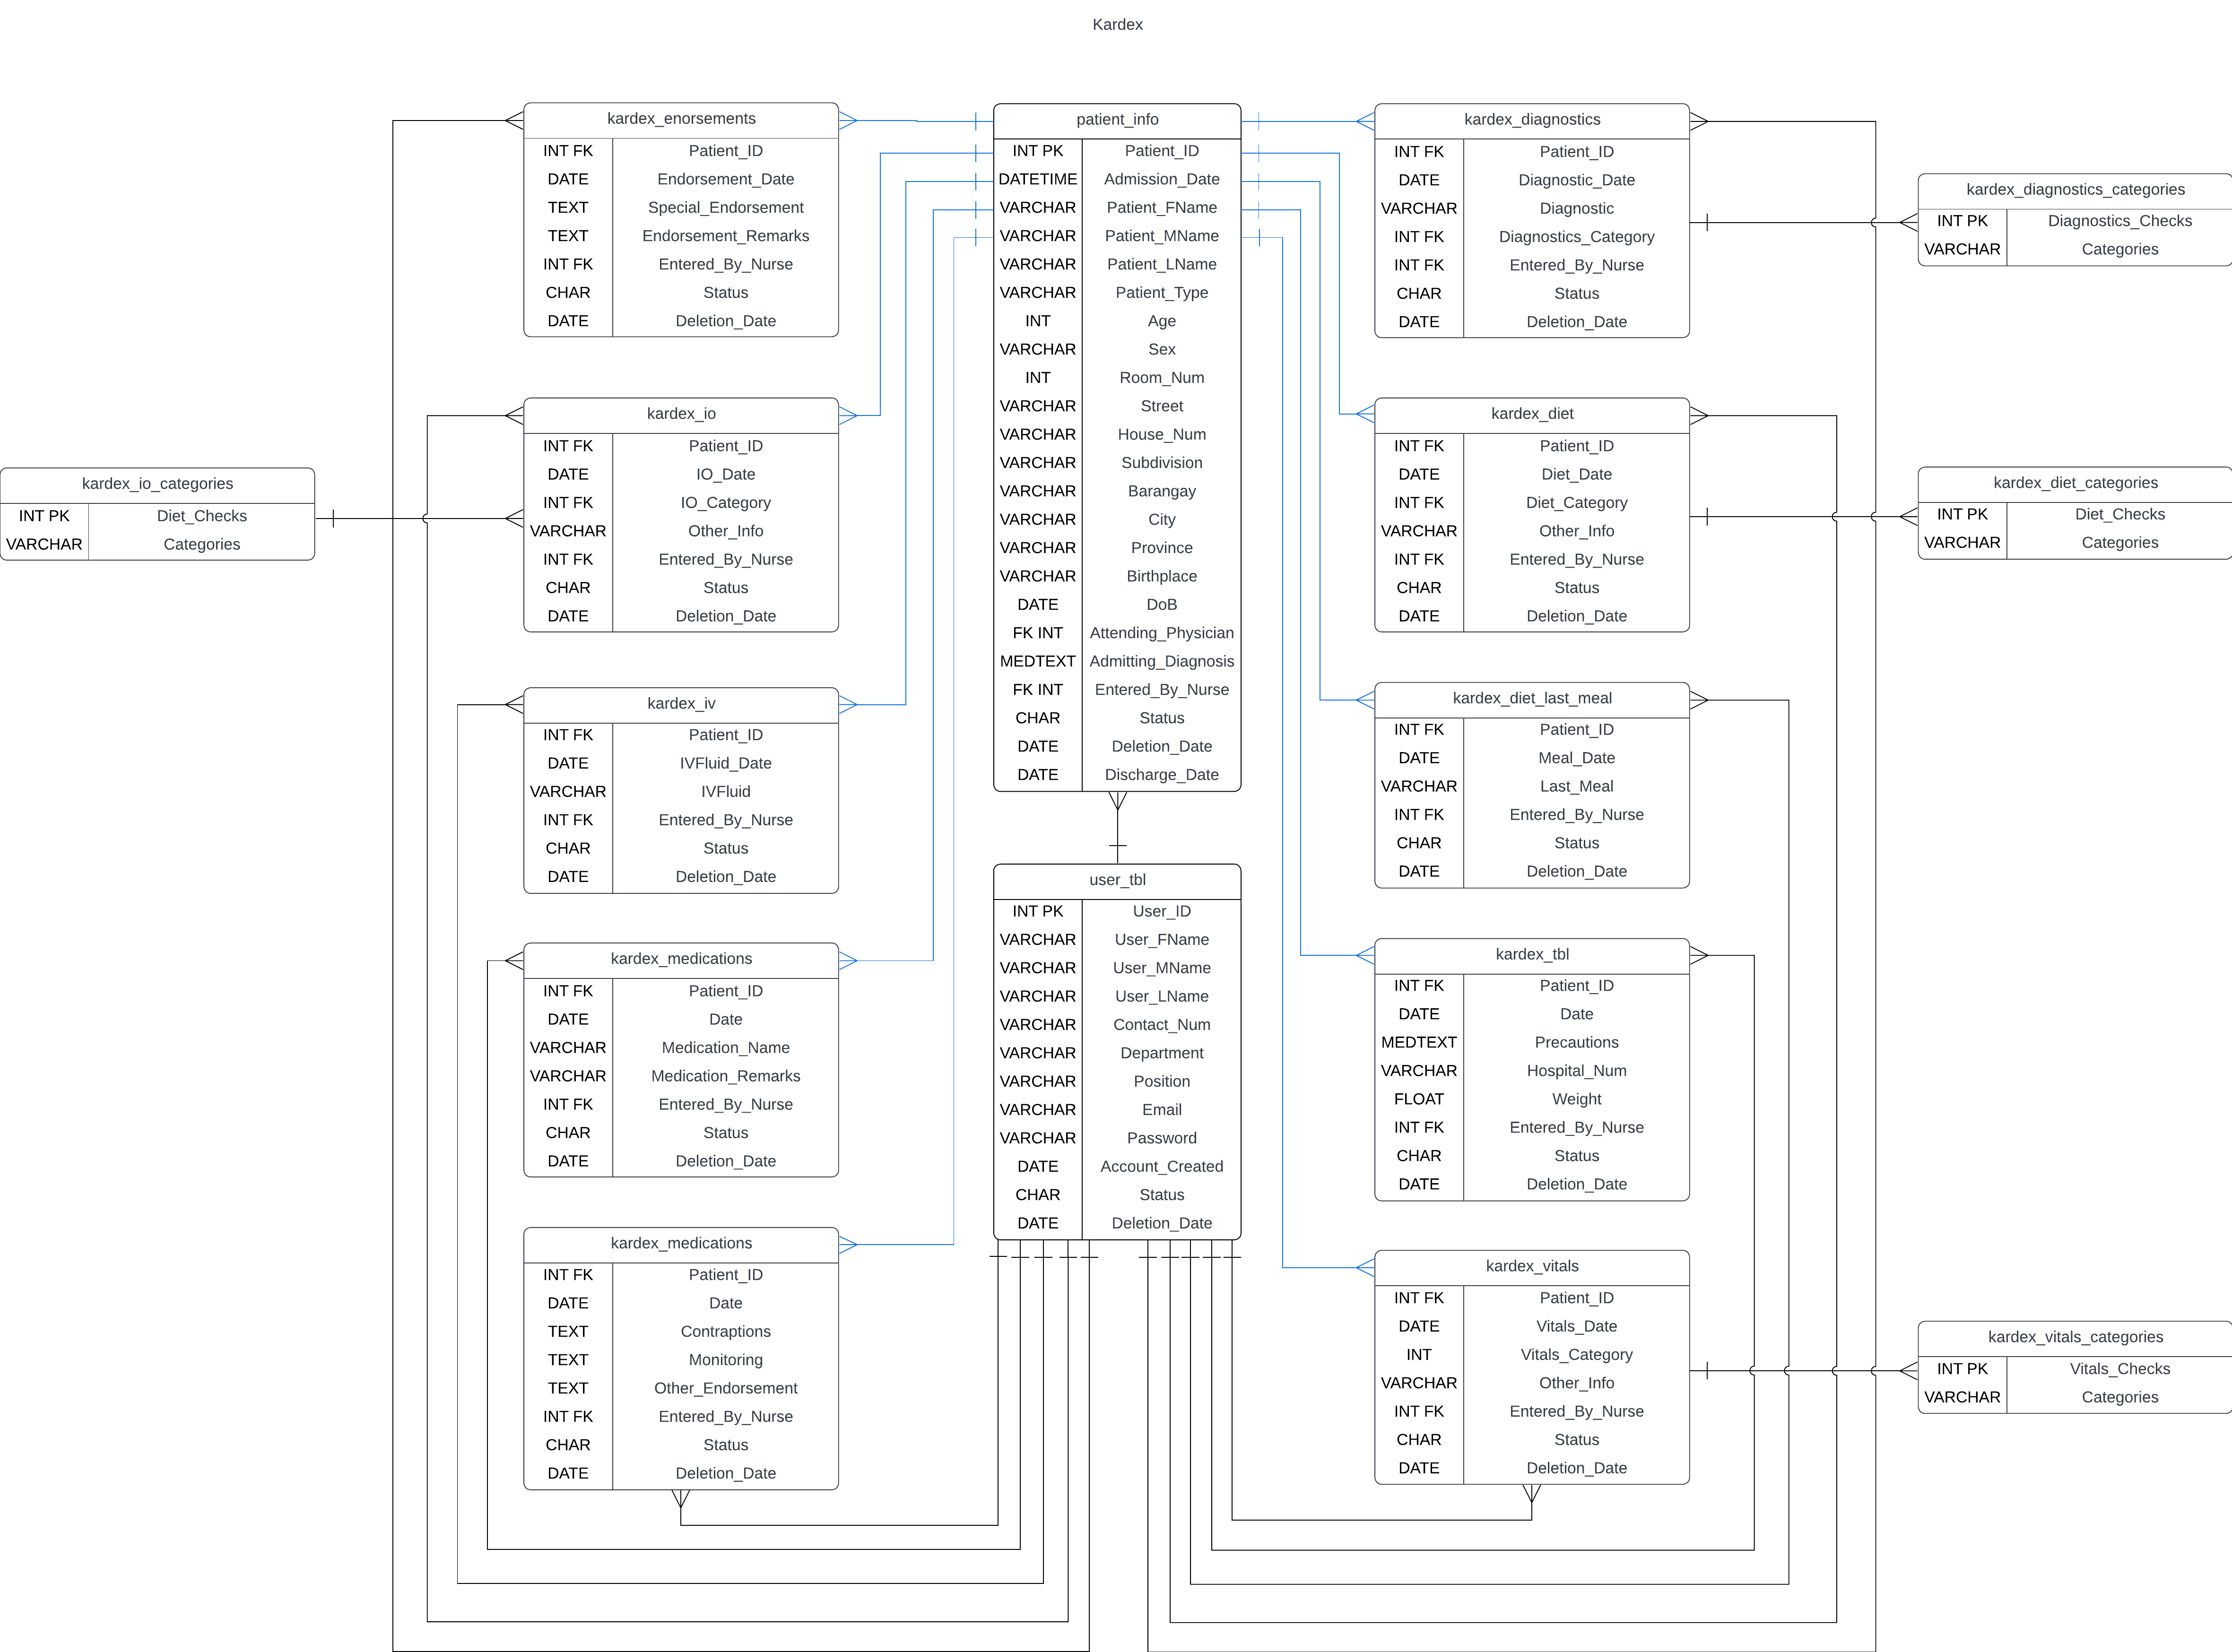 Kardex
kardex_enorsements
INT FK Patient_ID
DATE Endorsement_Date
TEXT Special_Endorsement
TEXT Endorsement_Remarks
INT FK Entered_By_Nurse
CHAR Status
DATE Deletion_Date
kardex_io
INT FK Patient_ID
DATE IO_Date
INT FK IO_Category
VARCHAR Other_Info
INT FK Entered_By_Nurse
CHAR Status
DATE Deletion_Date
kardex_io_categories
INT PK Diet_Checks
VARCHAR Categories
kardex_iv
INT FK Patient_ID
DATE IVFluid_Date
VARCHAR IVFluid
INT FK Entered_By_Nurse
CHAR Status
DATE Deletion_Date
kardex_medications
INT FK Patient_ID
DATE Date
VARCHAR Medication_Name
VARCHAR Medication_Remarks
INT FK Entered_By_Nurse
CHAR Status
DATE Deletion_Date
kardex_medications
INT FK Patient_ID
DATE Date
TEXT Contraptions
TEXT Monitoring
TEXT Other_Endorsement
INT FK Entered_By_Nurse
CHAR Status
DATE Deletion_Date
patient_info
INT PK Patient_ID
DATETIME Admission_Date
VARCHAR Patient_FName
VARCHAR Patient_MName
VARCHAR Patient_LName
VARCHAR Patient_Type
INT Age
VARCHAR Sex
INT Room_Num
VARCHAR Street
VARCHAR House_Num
VARCHAR Subdivision
VARCHAR Barangay
VARCHAR City
VARCHAR Province
VARCHAR Birthplace
DATE DoB
FK INT Attending_Physician
MEDTEXT Admitting_Diagnosis
FK INT Entered_By_Nurse
CHAR Status
DATE Deletion_Date
DATE Discharge_Date
user_tbl
INT PK User_ID
VARCHAR User_FName
VARCHAR User_MName
VARCHAR User_LName
VARCHAR Contact_Num
VARCHAR Department
VARCHAR Position
VARCHAR Email
VARCHAR Password
DATE Account_Created
CHAR Status
DATE Deletion_Date
kardex_diagnostics
INT FK Patient_ID
DATE Diagnostic_Date
VARCHAR Diagnostic
INT FK Diagnostics_Category
INT FK Entered_By_Nurse
CHAR Status
DATE Deletion_Date
kardex_diagnostics_categories
INT PK Diagnostics_Checks
VARCHAR Categories
kardex_diet
INT FK Patient_ID
DATE Diet_Date
INT FK Diet_Category
VARCHAR Other_Info
INT FK Entered_By_Nurse
CHAR Status
DATE Deletion_Date
kardex_diet_categories
INT PK Diet_Checks
VARCHAR Categories
kardex_diet_last_meal
INT FK Patient_ID
DATE Meal_Date
VARCHAR Last_Meal
INT FK Entered_By_Nurse
CHAR Status
DATE Deletion_Date
kardex_tbl
INT FK Patient_ID
DATE Date
MEDTEXT Precautions
VARCHAR Hospital_Num
FLOAT Weight
INT FK Entered_By_Nurse
CHAR Status
DATE Deletion_Date
kardex_vitals
INT FK Patient_ID
DATE Vitals_Date
INT Vitals_Category
VARCHAR Other_Info
INT FK Entered_By_Nurse
CHAR Status
DATE Deletion_Date
kardex_vitals_categories
INT PK Vitals_Checks
VARCHAR Categories